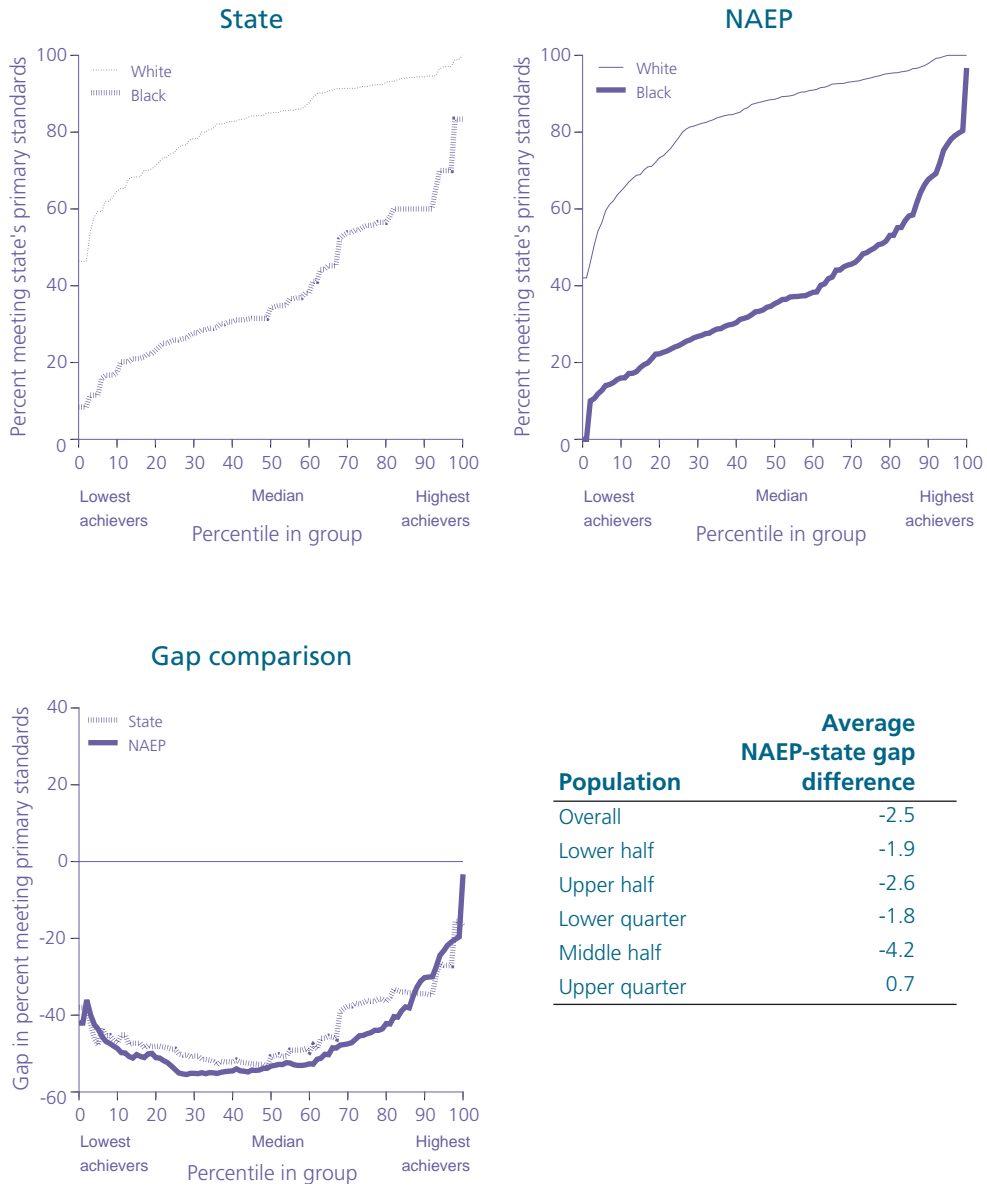 State
Percent meeting state's primary standards
100
80
60
40
20
0
White
Black
0 10 20 30 40 50 60 70 80 90 100
Lowest achievers
Median
Highest achievers
Percentile in group
NAEP
Percent meeting state's primary standards
100
80
60
40
20
0
White
Black
0 10 20 30 40 50 60 70 80 90 100
Lowest achievers
Median
Highest achievers
Percentile in group
Gap comparison
Gap in percent meeting primary standards
40
20
0
-20
-40
-60
State
NAEP
0 10 20 30 40 50 60 70 80 90 100
Lowest achievers
Median
Highest achievers
Percentile in group
Population Average NAEP-state gap difference
Overall -2.5
Lower half -1.9
Upper half -2.6
Lower quarter -1.8
Middle half -4.2
Upper quarter 0.7